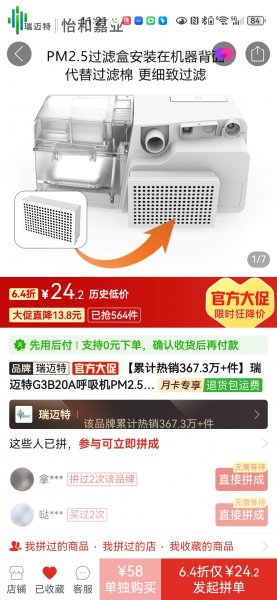 瑞迈特 怡和嘉业
84
PM2.5过滤盒安装在机器背面
代替过滤棉 更细致过滤
1/7
6.4折 ¥24.2 历史低价
大促直降13.8元 已抢564件
官方大促
限时狂降价
先用后付 | 支持0元下单，确认收货后再付款
品牌 瑞迈特 官方大促 【累计热销367.3万+件】瑞
迈特G3B20A呼吸机PM2.5... 月卡专享 退货包运费
瑞迈特
该品牌累计热销367.3万+件
这些人已拼，参与可立即拼成
拿*** 拼过2次该品牌
无需等待
直接拼成
哒*** 买过2次
无需等待
直接拼成
我拼过的商品 · 我拼过的店 · 我收藏的商品
店铺 已收藏 客服
¥58
单独购买
6.4折仅¥24.2
发起拼单